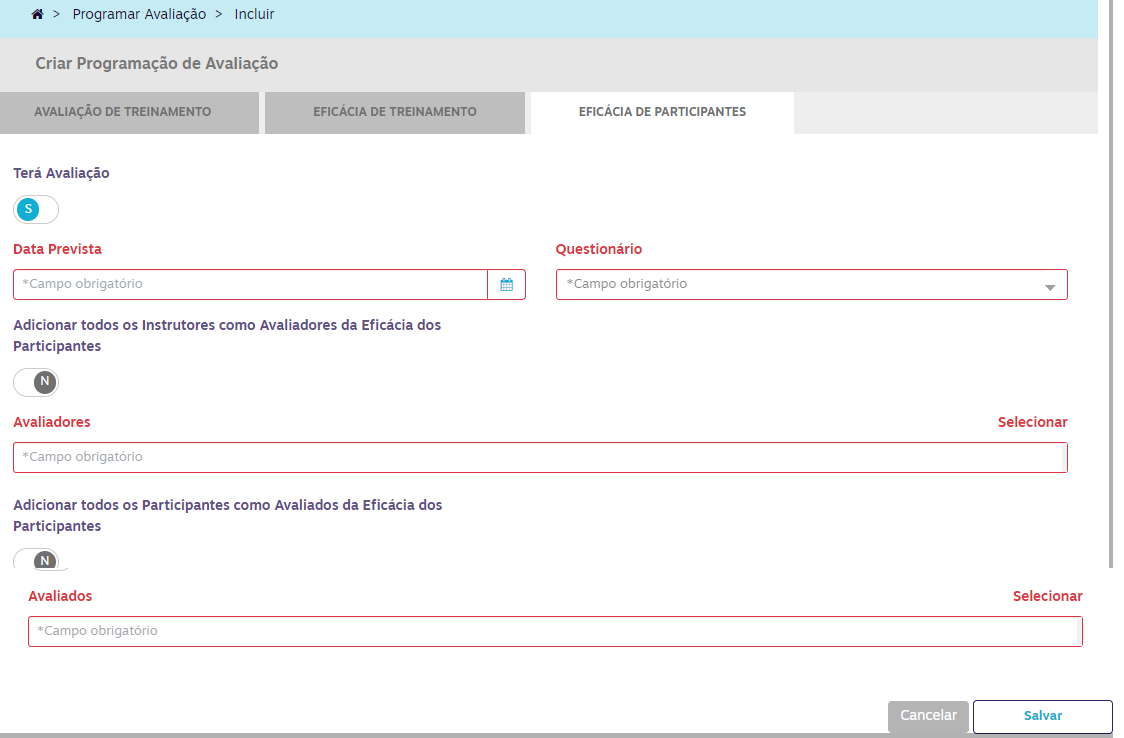 > Programar Avaliação > Incluir
Criar Programação de Avaliação
AVALIAÇÃO DE TREINAMENTO EFICÁCIA DE TREINAMENTO EFICÁCIA DE PARTICIPANTES
Terá Avaliação
S
Data Prevista Questionário
*Campo obrigatório *Campo obrigatório
Adicionar todos os Instrutores como Avaliadores da Eficácia dos
Participantes
N
Avaliadores Selecionar
*Campo obrigatório
Adicionar todos os Participantes como Avaliados da Eficácia dos
Participantes
N
Avaliados Selecionar
*Campo obrigatório
Cancelar Salvar